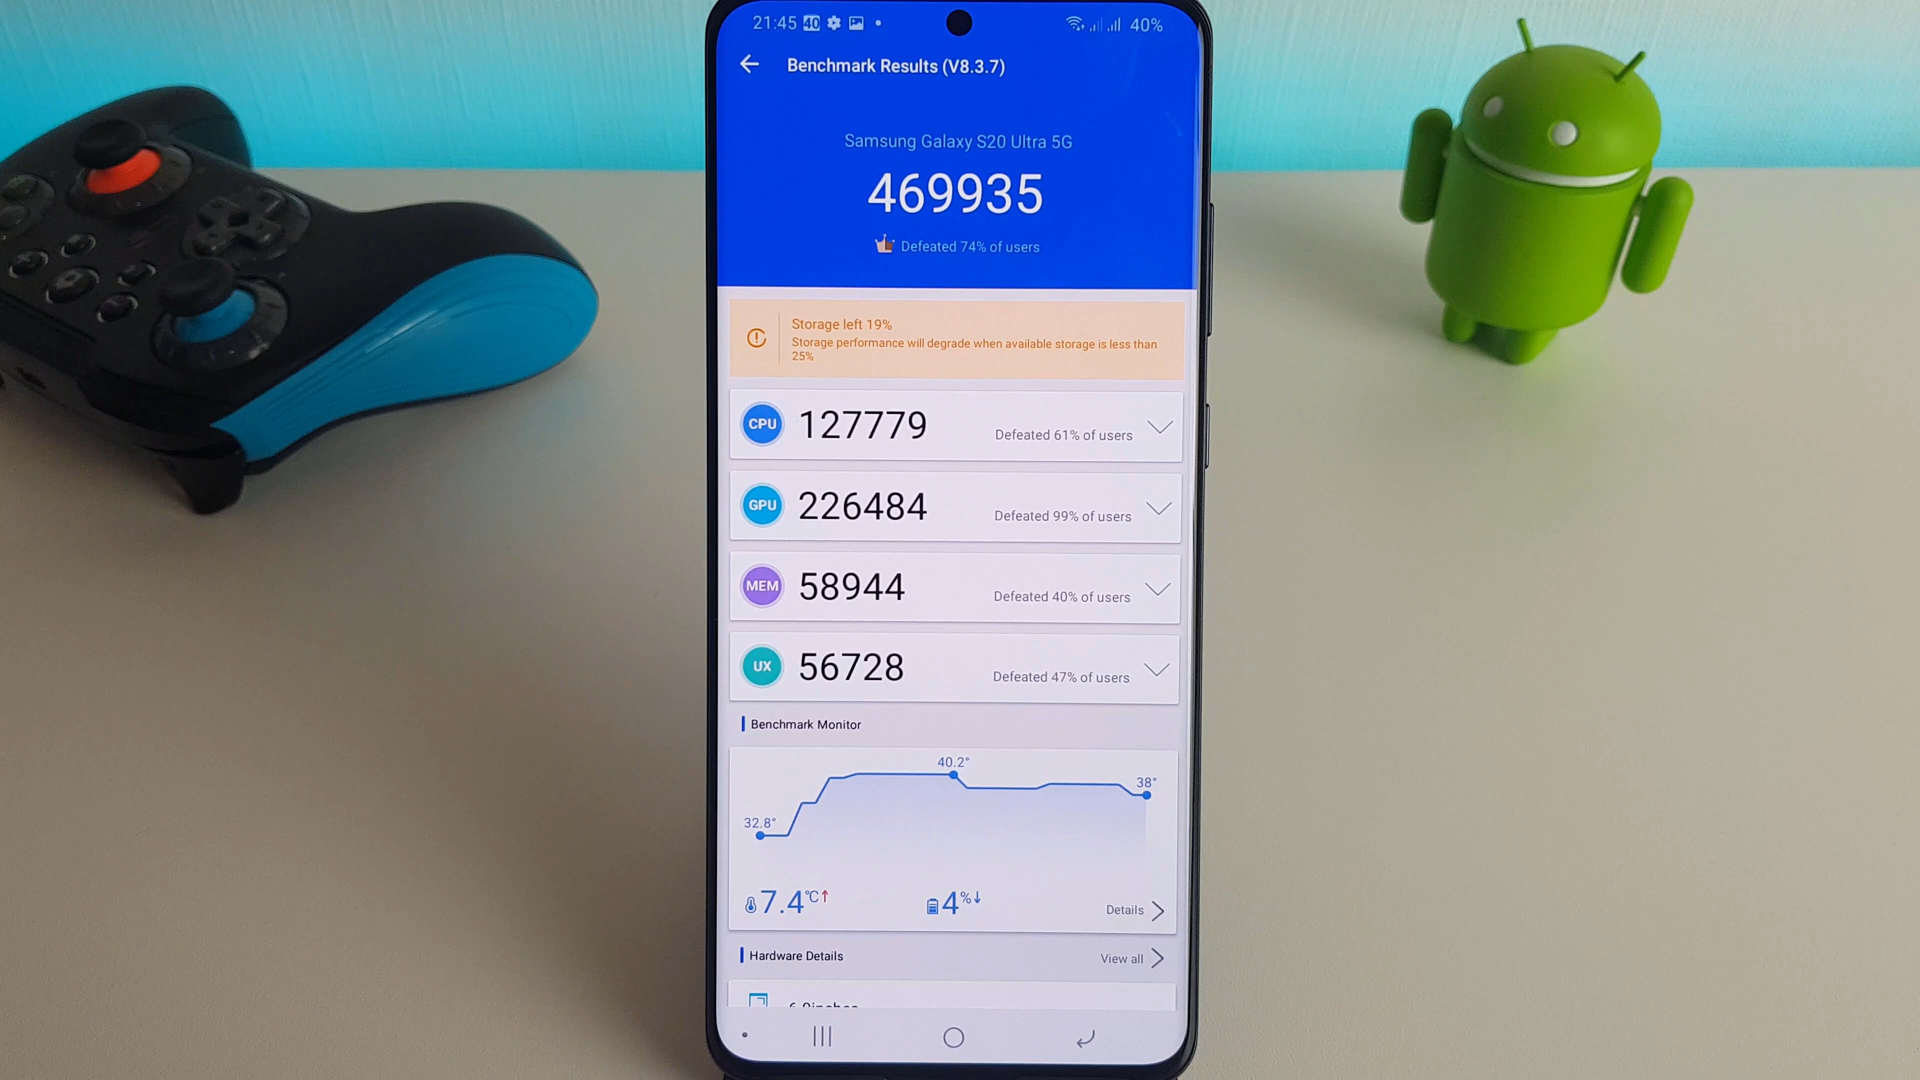 21:45 40 40%
Benchmark Results (V8.3.7)
Samsung Galaxy S20 Ultra 5G
469935
Defeated 74% of users
Storage left 19%
Storage performance will degrade when available storage is less than
25%
CPU 127779 Defeated 61% of users
GPU 226484 Defeated 99% of users
MEM 58944 Defeated 40% of users
UX 56728 Defeated 47% of users
Benchmark Monitor
40.2°
38°
32.8°
7.4℃↑ 4%↓ Details
Hardware Details View all